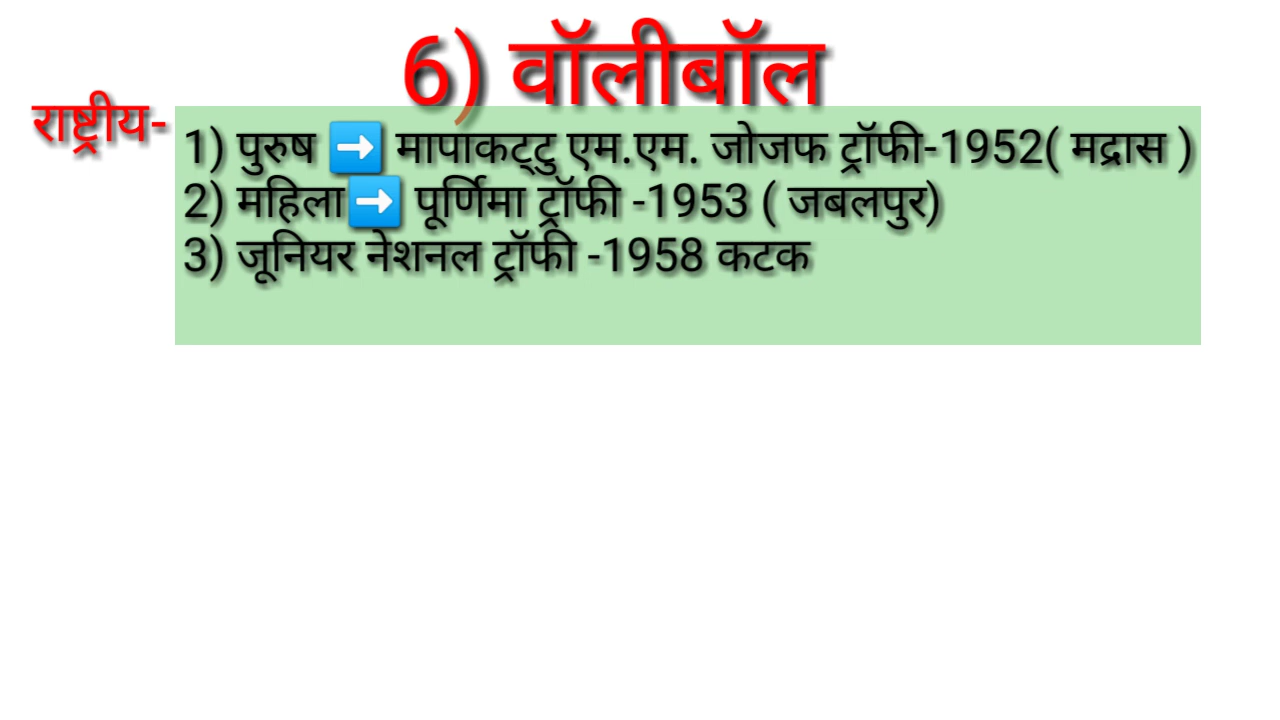 6) वॉलीबॉल
राष्ट्रीय-
1) पुरुष ➡️ मापाकट्टु एम.एम. जोजफ ट्रॉफी-1952( मद्रास )
2) महिला➡️ पूर्णिमा ट्रॉफी -1953 ( जबलपुर)
3) जूनियर नेशनल ट्रॉफी -1958 कटक